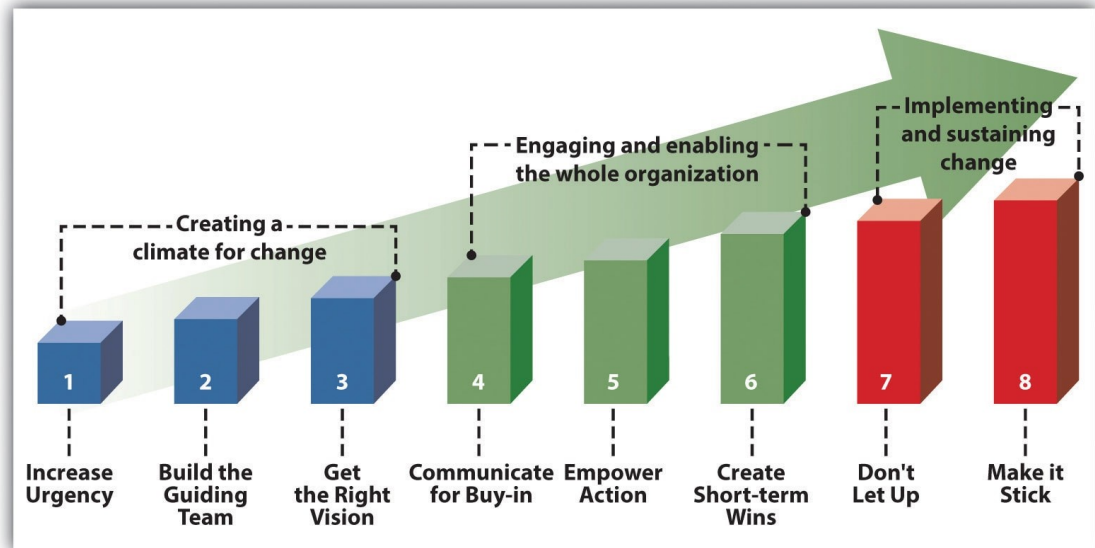 Implementing
and sustaining
change
Engaging and enabling
the whole organization
Creating a
climate for change
1
2
3
4
5
6
7
8
Increase
Urgency
Build the
Guiding
Team
Get
the Right
Vision
Communicate
for Buy-in
Empower
Action
Create
Short-term
Wins
Don't
Let Up
Make it
Stick